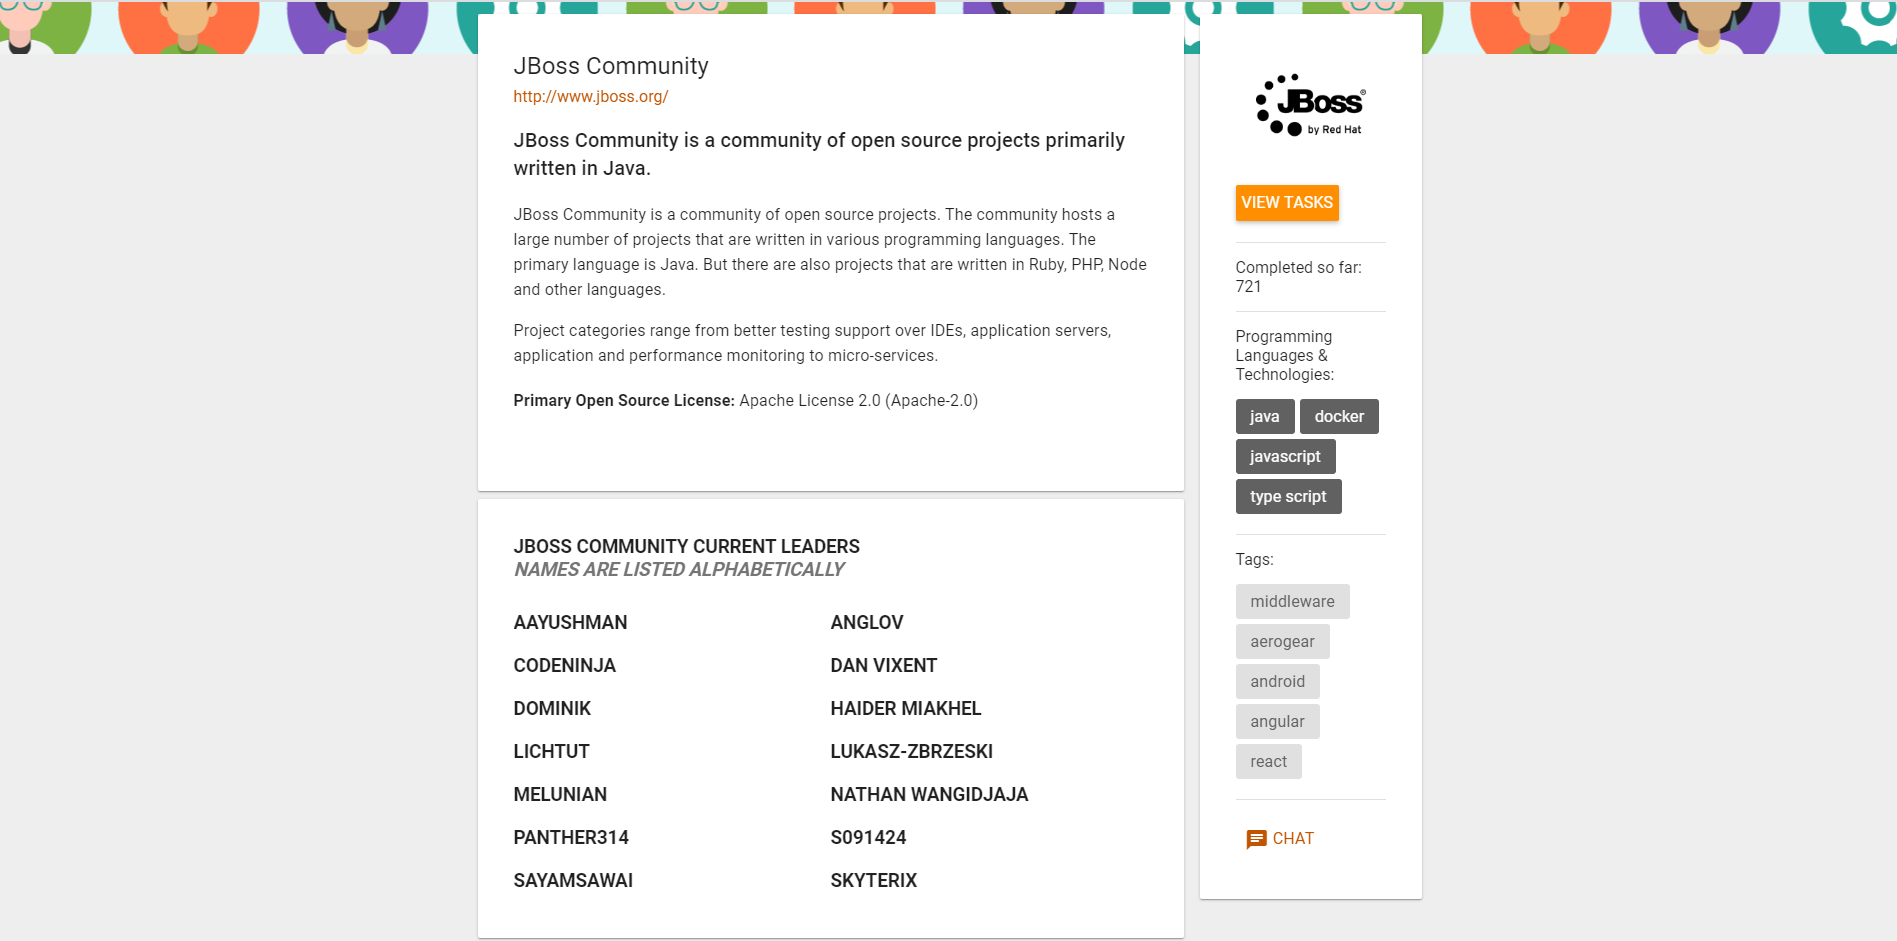 JBoss Community
http://www.jboss.org/
JBoss Community is a community of open source projects primarily
written in Java.
JBoss Community is a community of open source projects. The community hosts a
large number of projects that are written in various programming languages. The
primary language is Java. But there are also projects that are written in Ruby, PHP, Node
and other languages.
Project categories range from better testing support over IDEs, application servers,
application and performance monitoring to micro-services.
Primary Open Source License: Apache License 2.0 (Apache-2.0)
JBOSS COMMUNITY CURRENT LEADERS
NAMES ARE LISTED ALPHABETICALLY
AAYUSHMAN ANGLOV
CODENINJA DAN VIXENT
DOMINIK HAIDER MIAKHEL
LICHTUT LUKASZ-ZBRZESKI
MELUNIAN NATHAN WANGIDJAJA
PANTHER314 S091424
SAYAMSAWAI SKYTERIX
JBoss®
by Red Hat
VIEW TASKS
Completed so far:
721
Programming
Languages &
Technologies:
java docker
javascript
type script
Tags:
middleware
aerogear
android
angular
react
CHAT